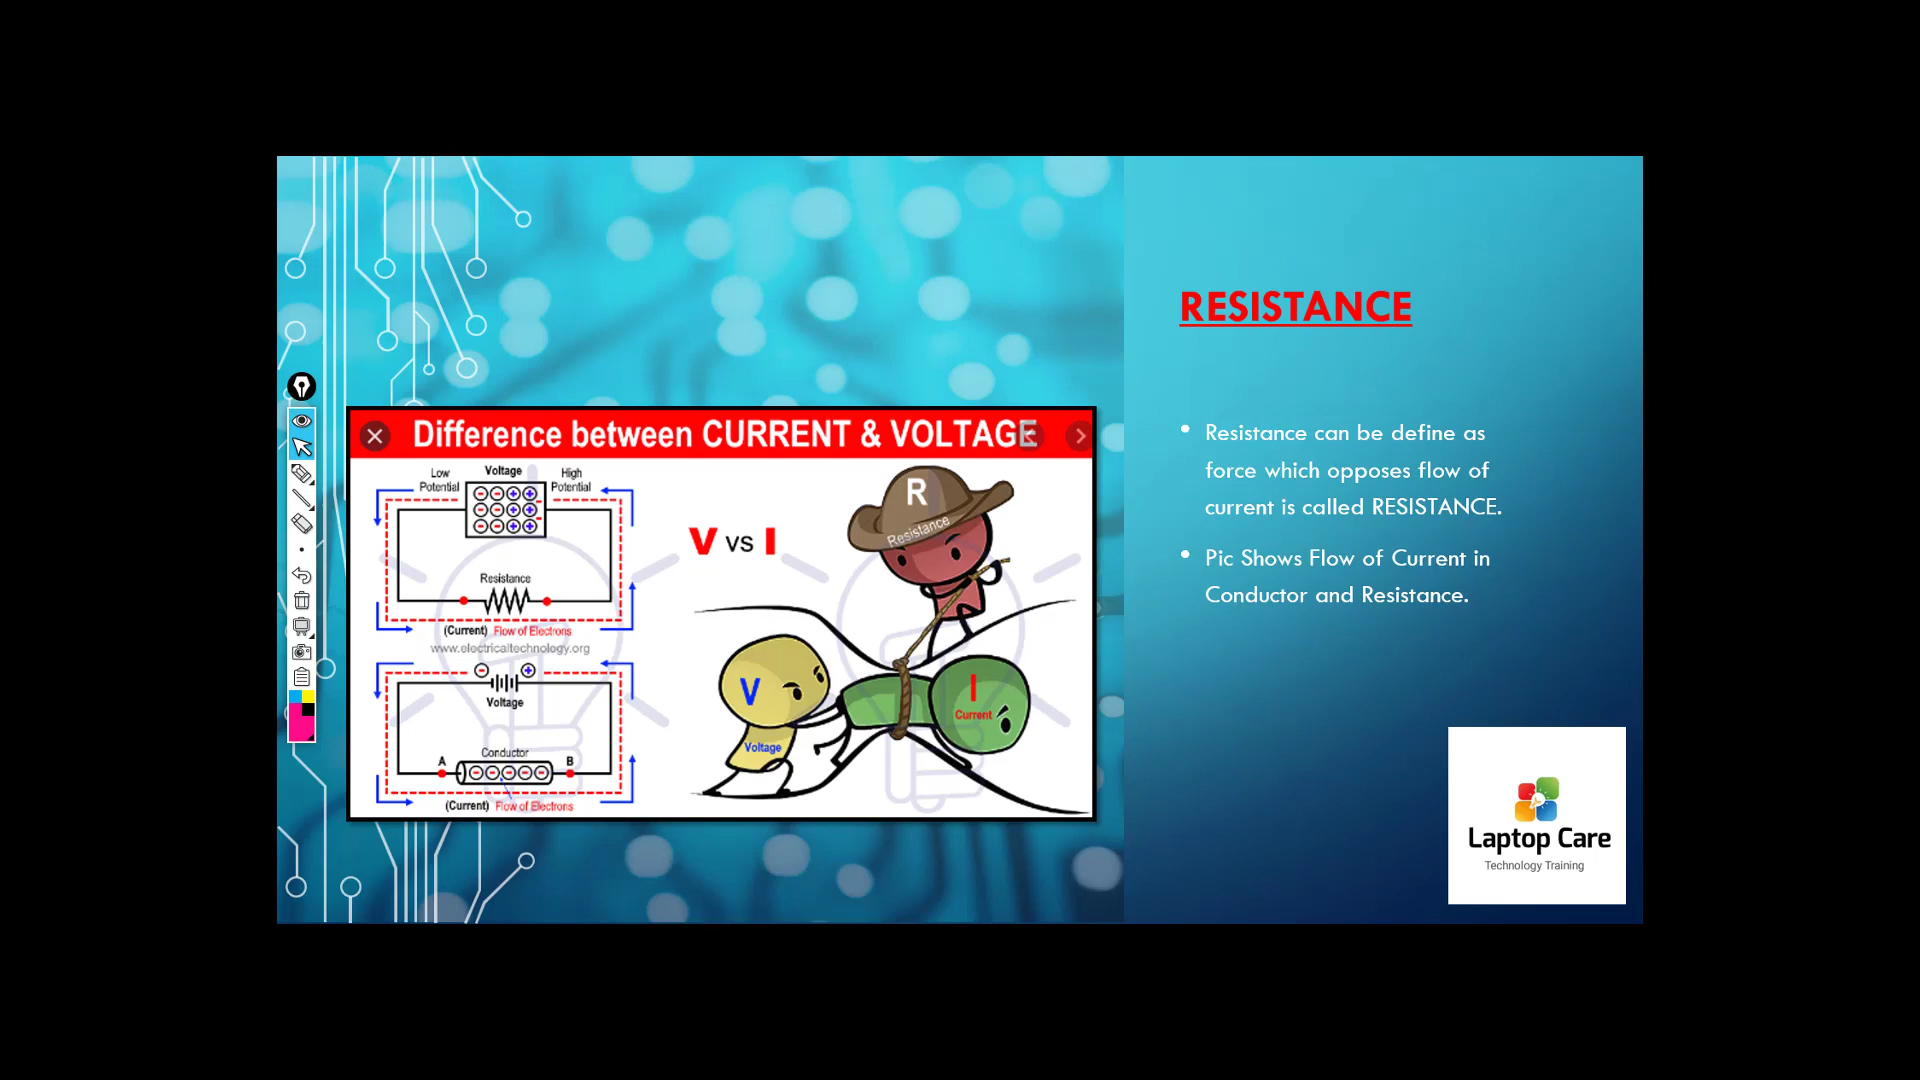 Difference between CURRENT & VOLTAGE
Low Potential
Voltage
High Potential
Resistance
(Current) Flow of Electrons
www.electricaltechnology.org
Voltage
A
Conductor
B
(Current) Flow of Electrons
V vs I
R
Resistance
V
Voltage
I
Current
RESISTANCE
• Resistance can be define as
force which opposes flow of
current is called RESISTANCE.
• Pic Shows Flow of Current in
Conductor and Resistance.
Laptop Care
Technology Training